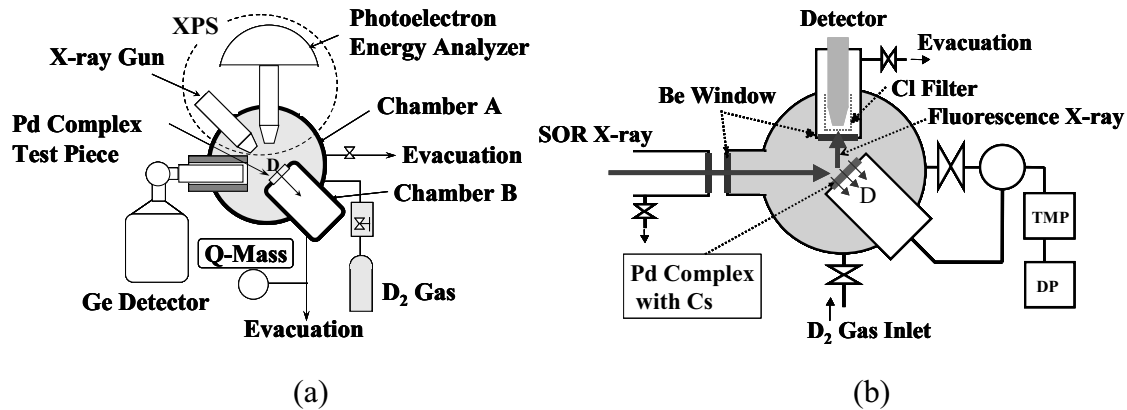 XPS
Photoelectron
Energy Analyzer
X-ray Gun
Chamber A
Pd Complex
Test Piece
D
Evacuation
Chamber B
Q-Mass
Ge Detector
D₂ Gas
Evacuation
(a)
Detector
Evacuation
Be Window
Cl Filter
SOR X-ray
Fluorescence X-ray
D
TMP
Pd Complex
with Cs
DP
D₂ Gas Inlet
(b)